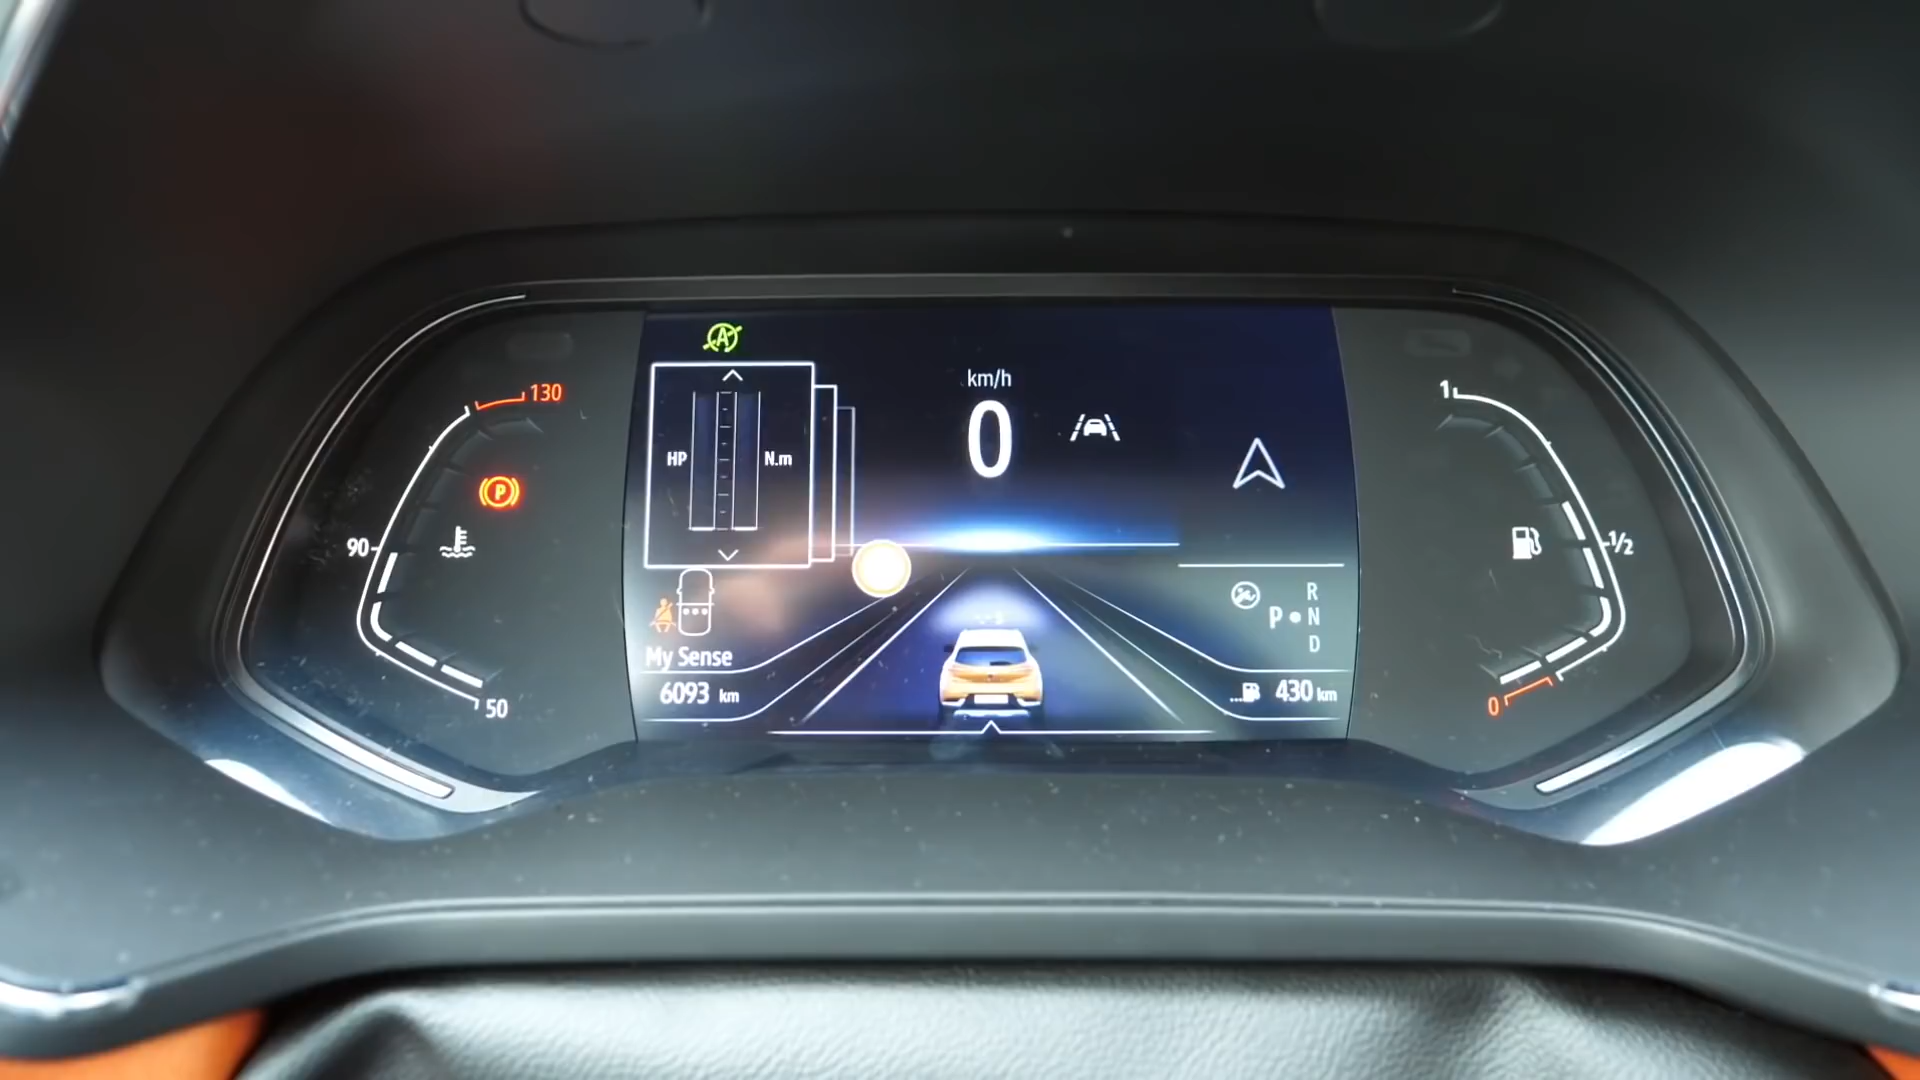 A
130
P
90
50
HP
N.m
km/h
0
My Sense
6093 km
R
P • N
D
430 km
1
1/2
0